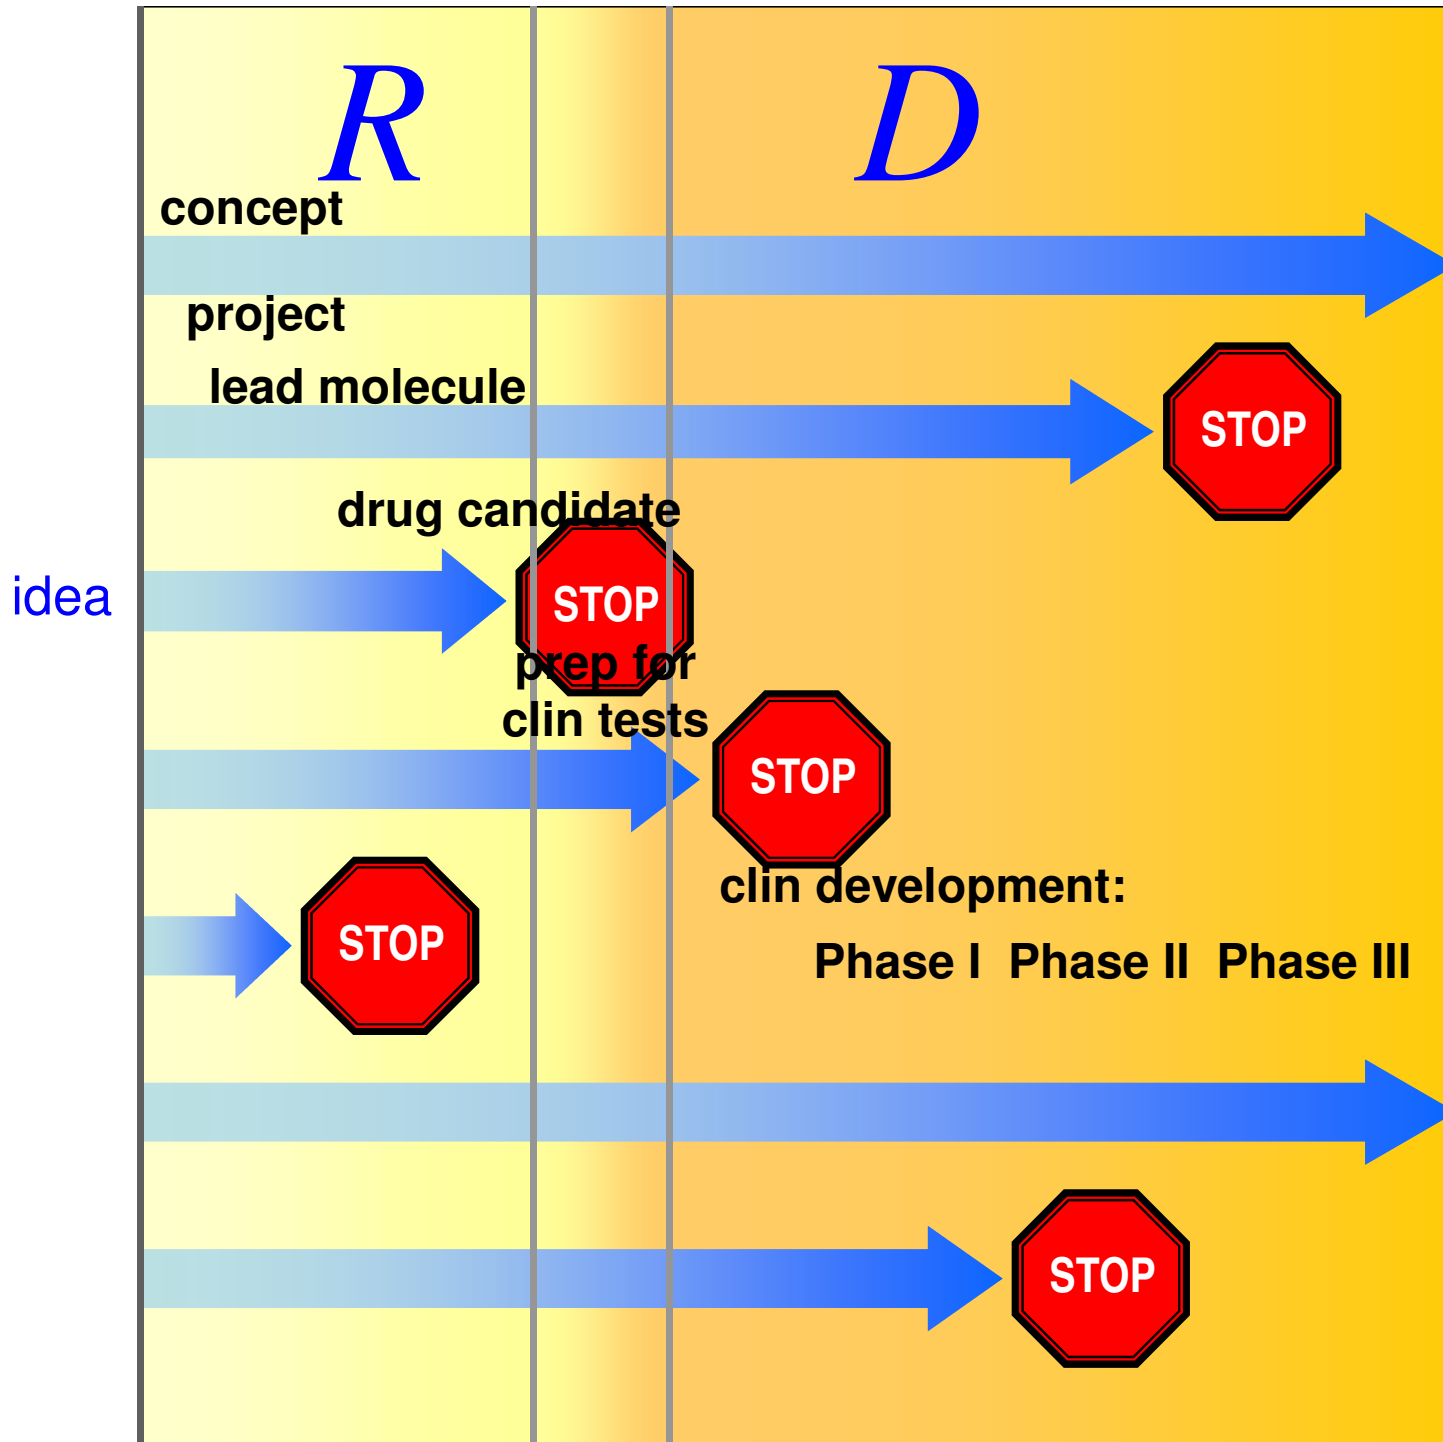 R
D
concept
project
lead molecule
STOP
drug candidate
idea
STOP
prep for
clin tests
STOP
clin development:
STOP
Phase I Phase II Phase III
STOP